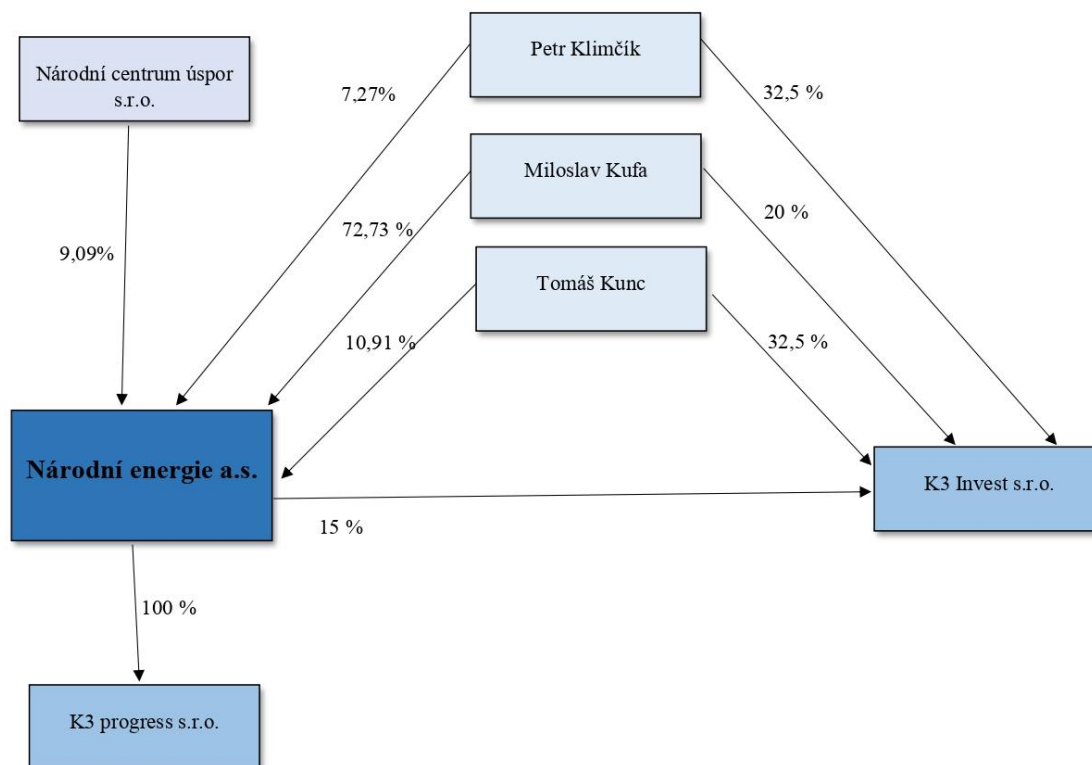 Petr Klimčík
Národní centrum úspor
s.r.o.
7,27%
32,5 %
Miloslav Kufa
72,73 %
20 %
9,09%
Tomáš Kunc
10,91 %
32,5 %
Národní energie a.s.
K3 Invest s.r.o.
15 %
100 %
K3 progress s.r.o.